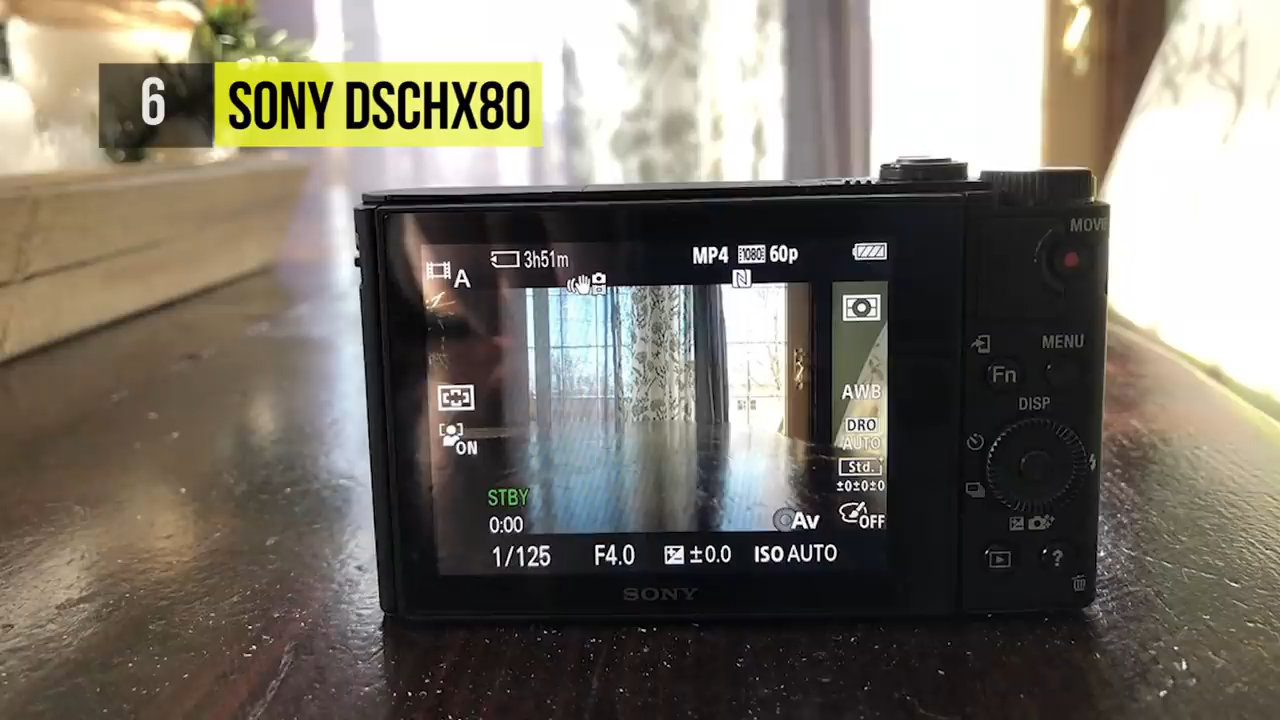 6
SONY DSCHX80
MOVIE
3h51m
MP4 1080 60p
A
N
MENU
Fn
AWB
DISP
DRO
AUTO
ON
Std.
±0±0±0
STBY
0:00
Av
OFF
1/125 F4.0 ±0.0 ISO AUTO
?
SONY